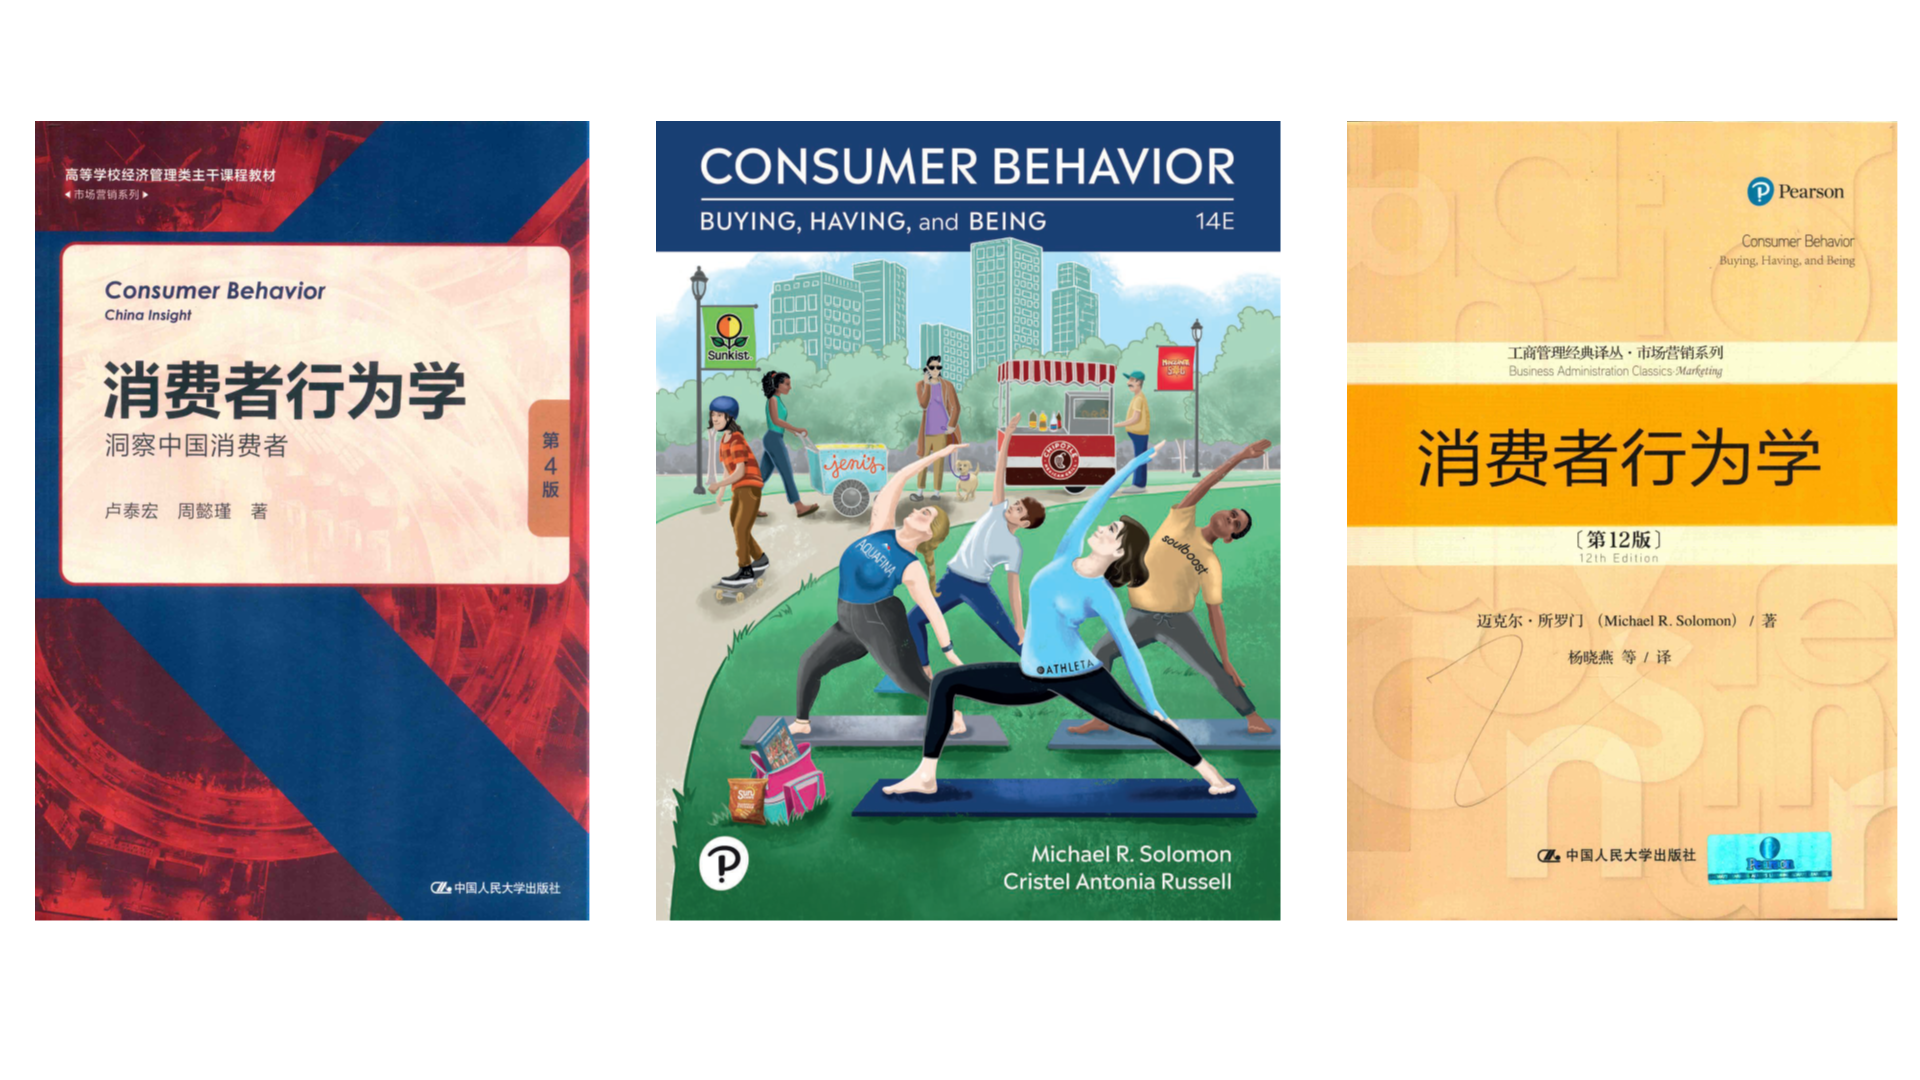 高等学校经济管理类主干课程教材
市场营销系列
Consumer Behavior
China Insight
消费者行为学
洞察中国消费者
第4版
卢泰宏 周懿瑾 著
中国人民大学出版社
CONSUMER BEHAVIOR
BUYING, HAVING, and BEING 14E
Sunkist
jeni's
CHIPOTLE
AQUAFINA
soulboost
ATHLETA
SUN
Michael R. Solomon
Cristel Antonia Russell
Pearson
Consumer Behavior
Buying, Having, and Being
工商管理经典译丛·市场营销系列
Business Administration Classics·Marketing
消费者行为学
〔第12版〕
12th Edition
迈克尔·所罗门 (Michael R. Solomon) / 著
杨晓燕 等 / 译
中国人民大学出版社
Pearson